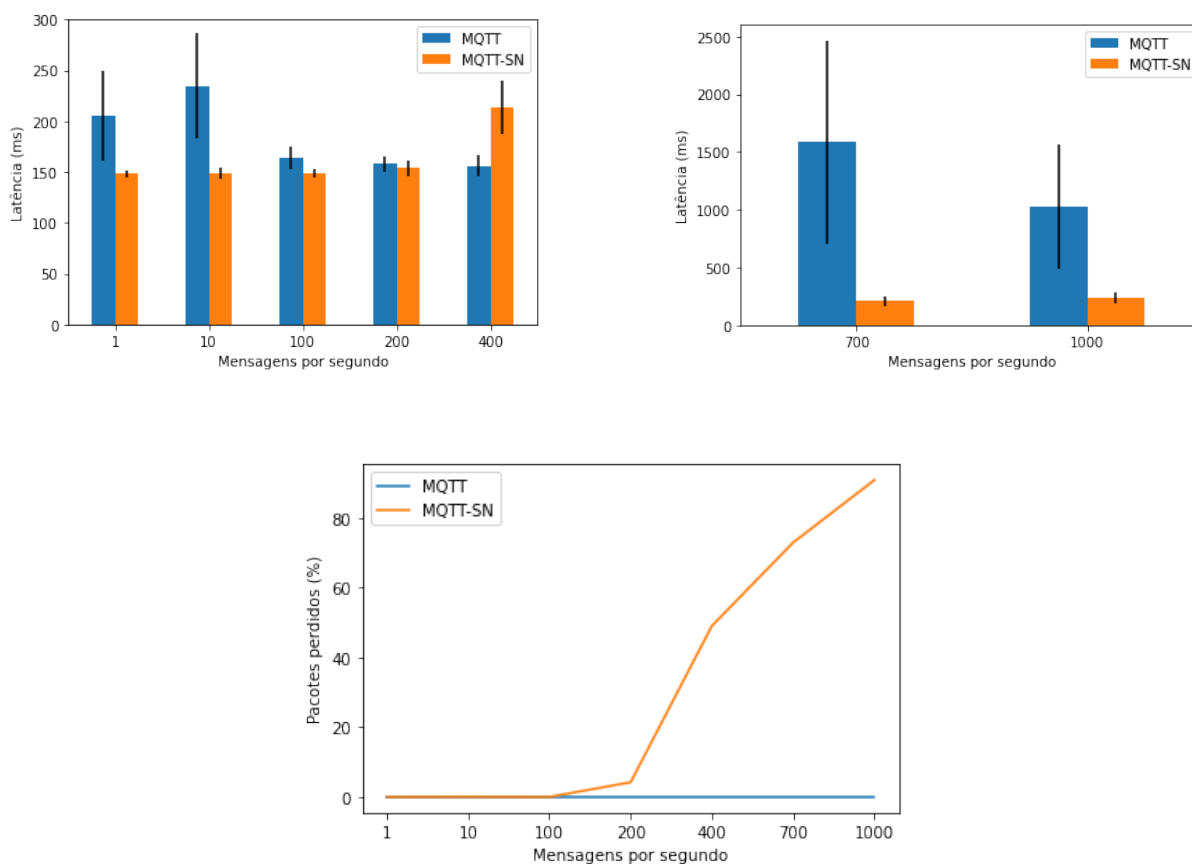 300
250
200
150
100
50
0
Latência (ms)
MQTT
MQTT-SN
1 10 100 200 400
Mensagens por segundo
2500
2000
1500
1000
500
0
Latência (ms)
MQTT
MQTT-SN
700 1000
Mensagens por segundo
80
60
40
20
0
Pacotes perdidos (%)
MQTT
MQTT-SN
1 10 100 200 400 700 1000
Mensagens por segundo